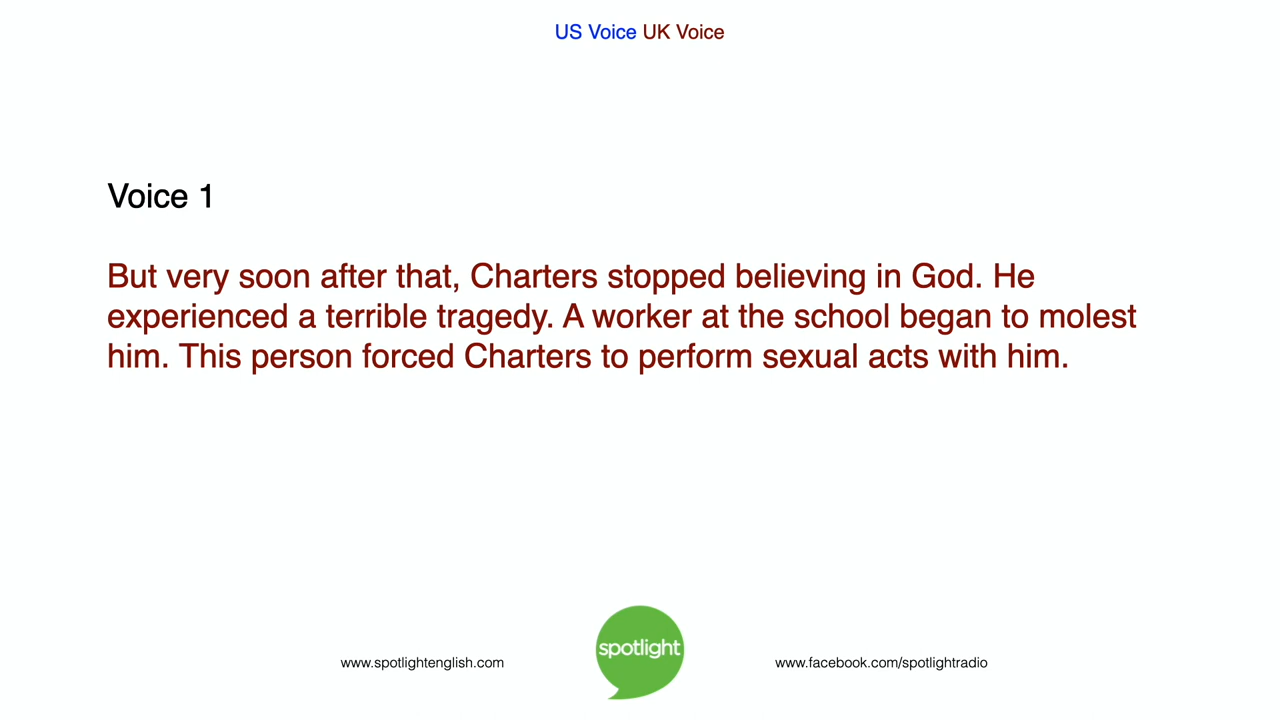 US Voice UK Voice
Voice 1
But very soon after that, Charters stopped believing in God. He
experienced a terrible tragedy. A worker at the school began to molest
him. This person forced Charters to perform sexual acts with him.
www.spotlightenglish.com
spotlight
www.facebook.com/spotlightradio